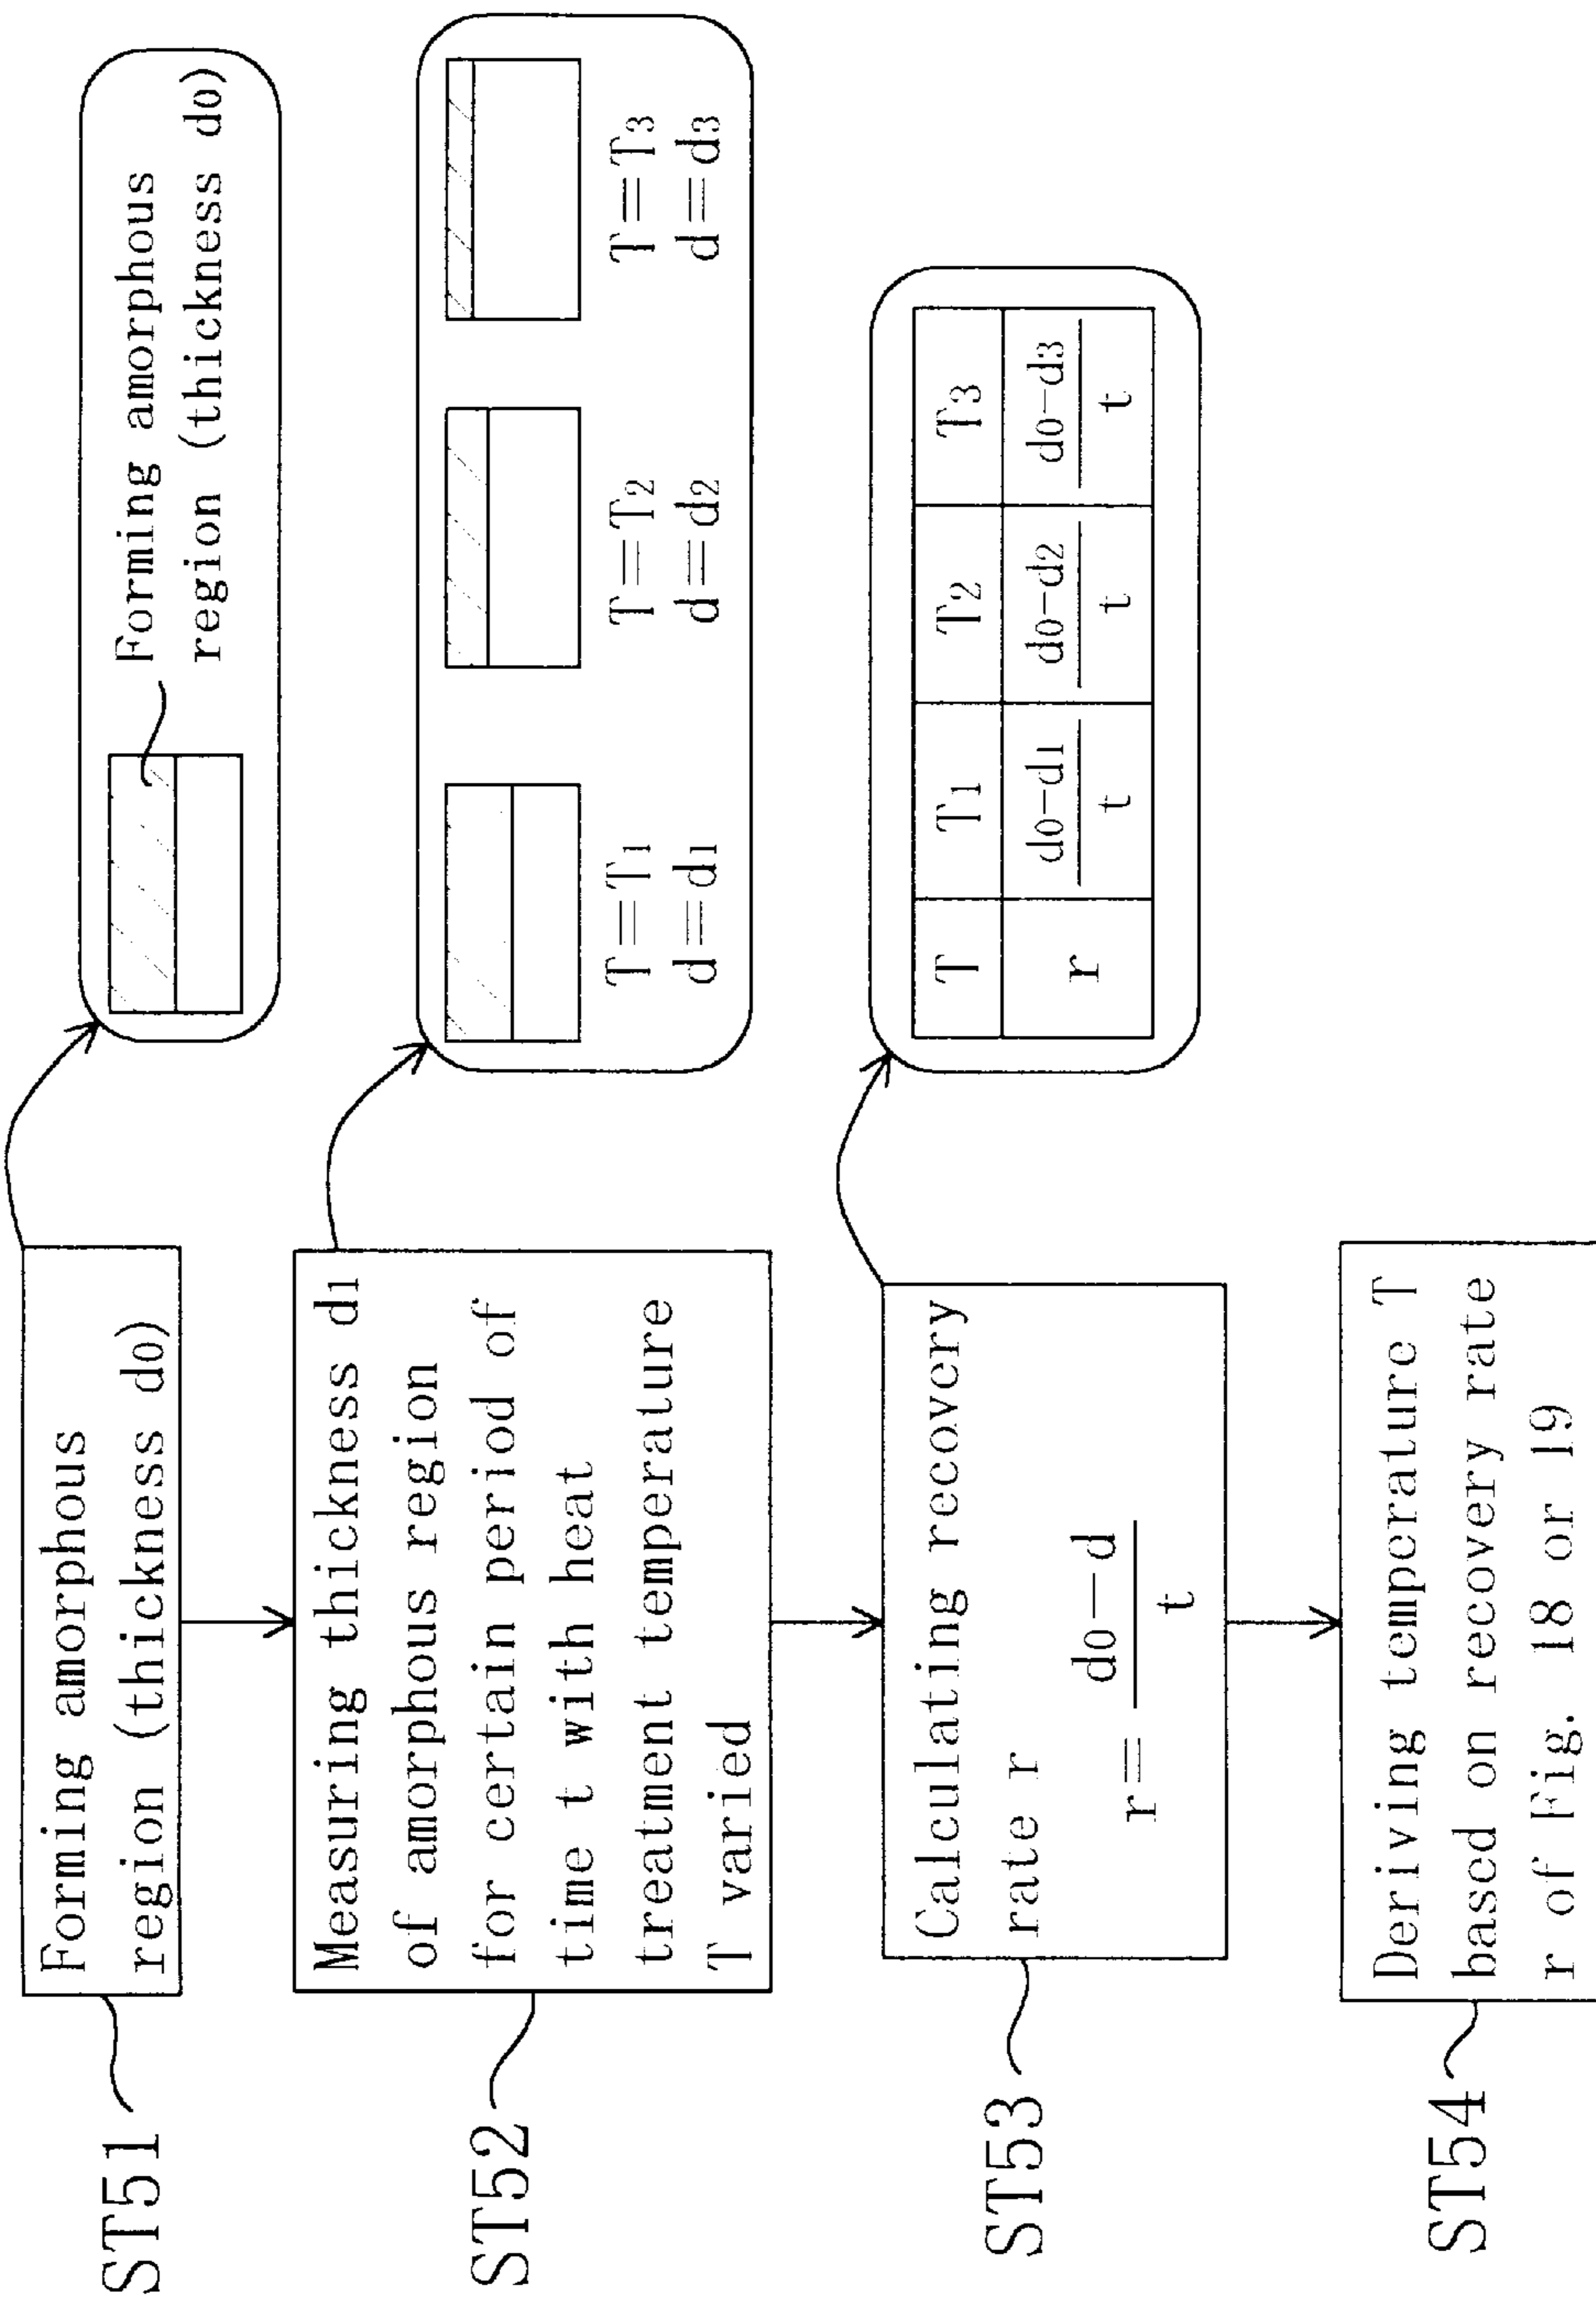 ST51
Forming amorphous
region (thickness d0)
Forming amorphous
region (thickness d0)
ST52
Measuring thickness d1
of amorphous region
for certain period of
time t with heat
treatment temperature
T varied
T=T1
d=d1
T=T2
d=d2
T=T3
d=d3
ST53
Calculating recovery
rate r
r= d0-d / t
T T1 T2 T3
r d0-d1 / t d0-d2 / t d0-d3 / t
ST54
Deriving temperature T
based on recovery rate
r of Fig. 18 or 19